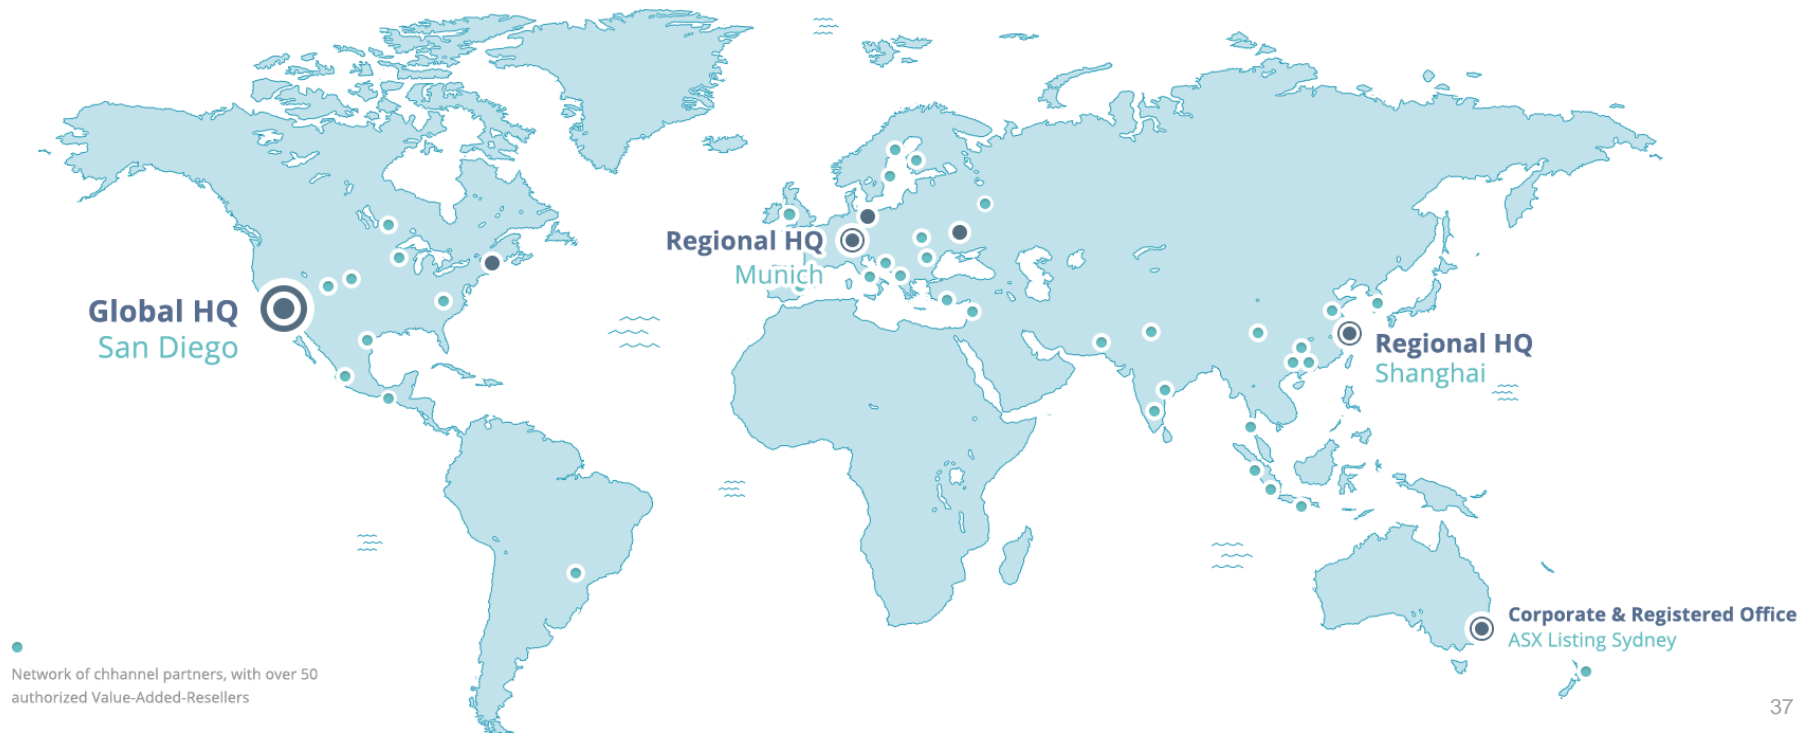 Regional HQ
Munich
Global HQ
San Diego
Regional HQ
Shanghai
Corporate & Registered Office
ASX Listing Sydney
Network of chhannel partners, with over 50
authorized Value-Added-Resellers
37